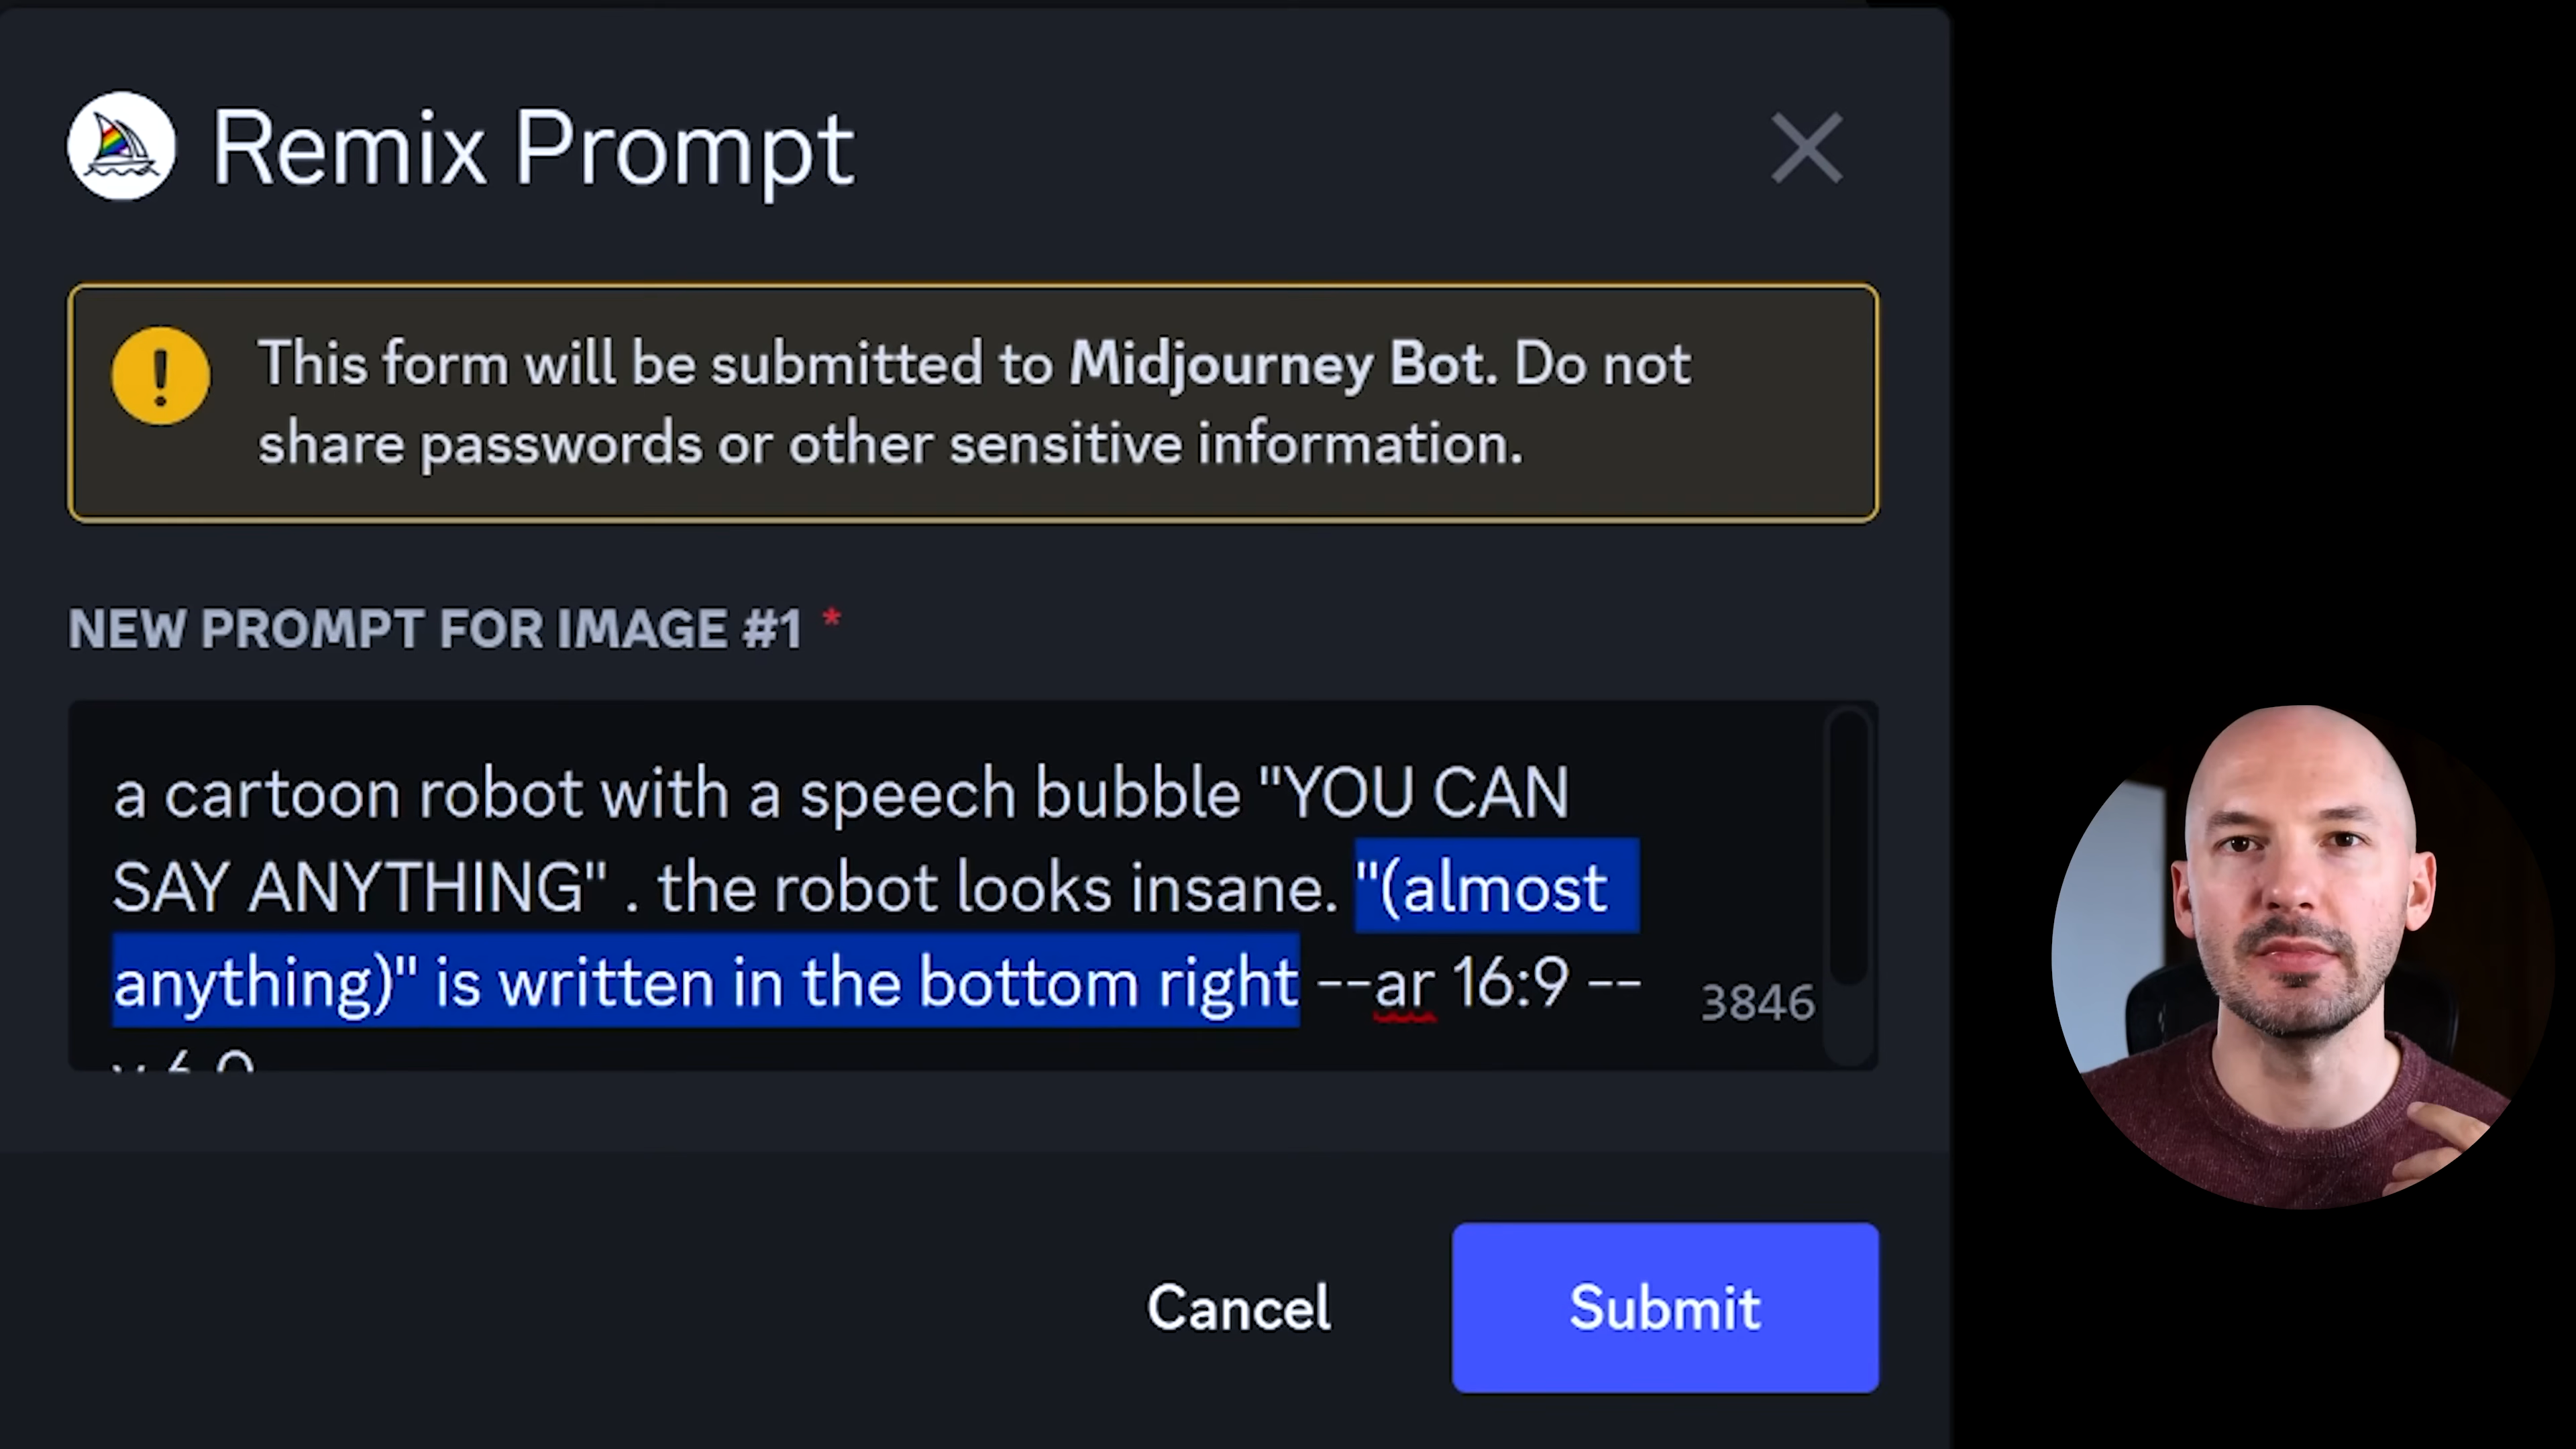 Remix Prompt
This form will be submitted to Midjourney Bot. Do not
share passwords or other sensitive information.
NEW PROMPT FOR IMAGE #1 *
a cartoon robot with a speech bubble "YOU CAN
SAY ANYTHING" . the robot looks insane. "(almost
anything)" is written in the bottom right --ar 16:9 --
v 6.0
3846
Cancel
Submit